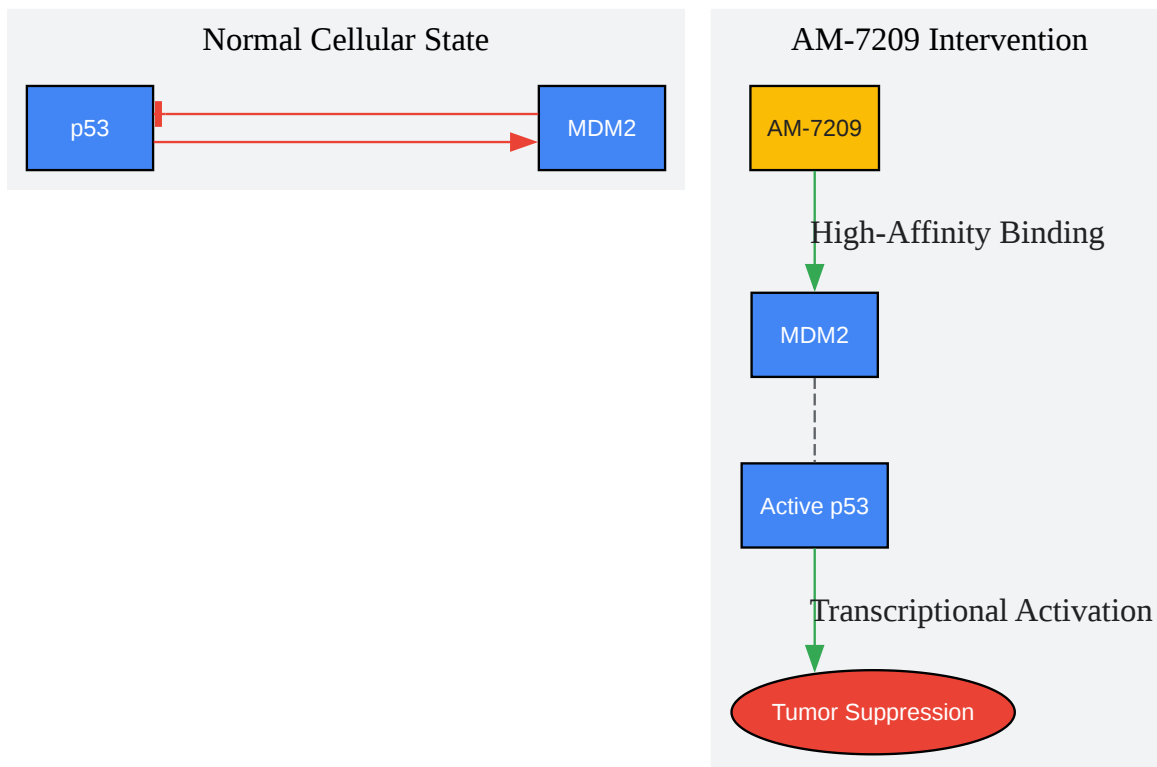 Normal Cellular State
p53
MDM2
AM-7209 Intervention
AM-7209
High-Affinity Binding
MDM2
Active p53
Transcriptional Activation
Tumor Suppression